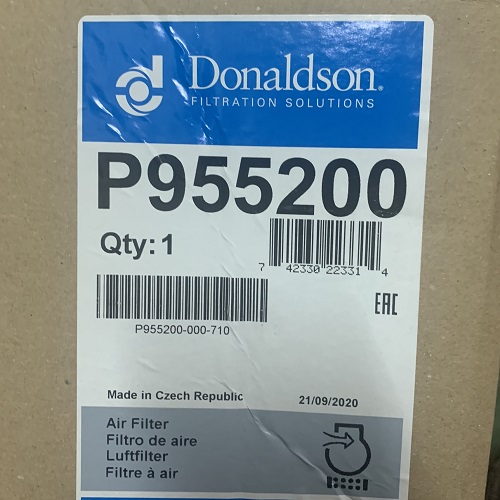 Donaldson®
FILTRATION SOLUTIONS
P955200
Qty: 1
7 42330 22331 4
P955200-000-710
EAC
Made in Czech Republic
21/09/2020
Air Filter
Filtro de aire
Luftfilter
Filtre à air